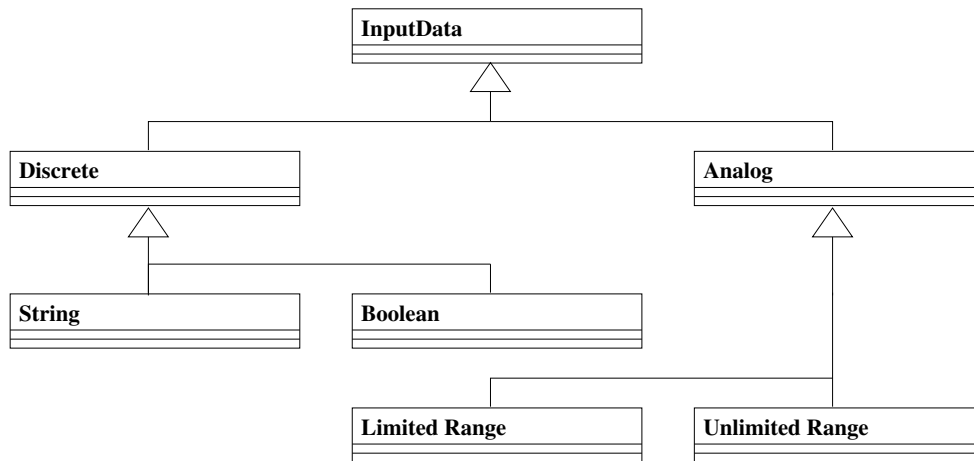 InputData
Discrete
Analog
String
Boolean
Limited Range
Unlimited Range